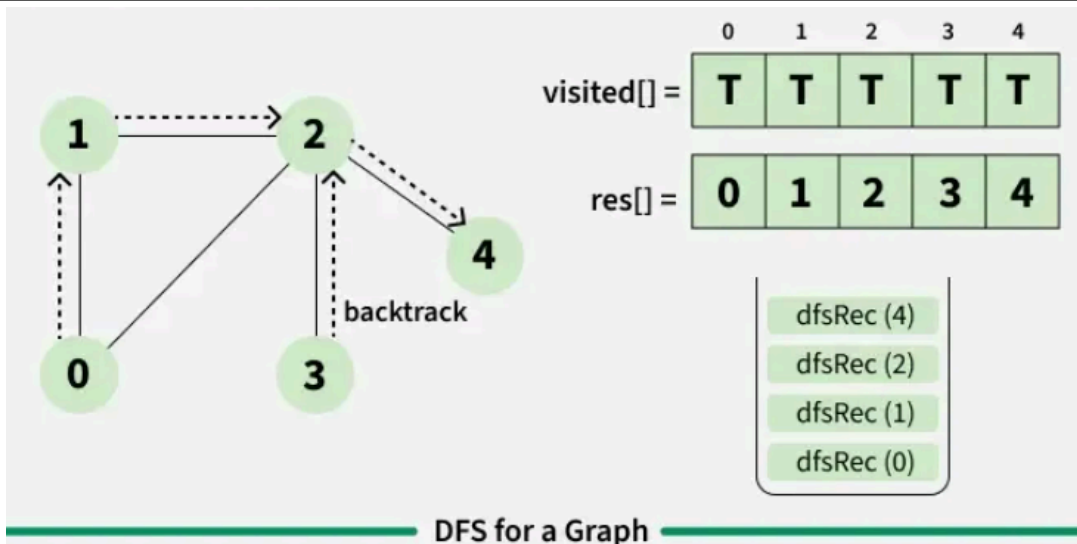 0 1 2 3 4
visited[] = T T T T T
res[] = 0 1 2 3 4
1
2
4
backtrack
0
3
dfsRec (4)
dfsRec (2)
dfsRec (1)
dfsRec (0)
DFS for a Graph